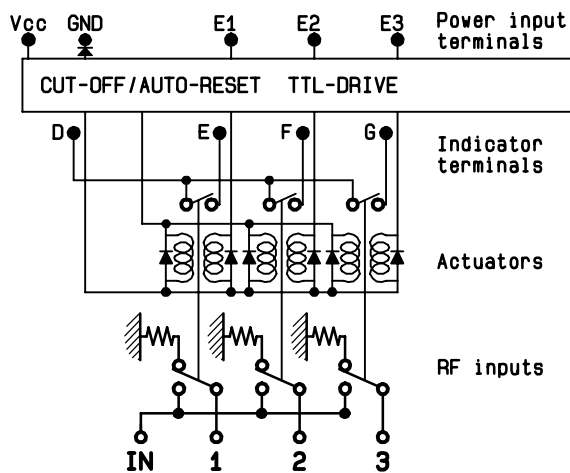 Vcc GND E1 E2 E3 Power input
terminals
CUT-OFF/AUTO-RESET TTL-DRIVE
D E F G Indicator
terminals
Actuators
RF inputs
IN 1 2 3